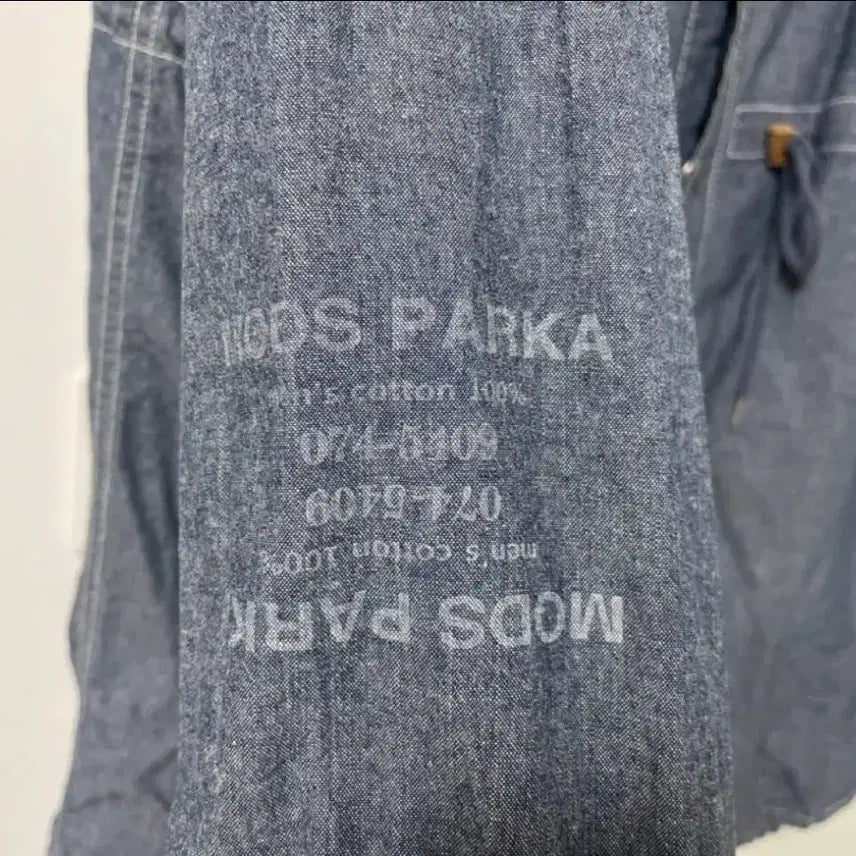 MODS PARKA
men's cotton 100%
074-5409
074-5409
men's cotton 100%
MODS PARK